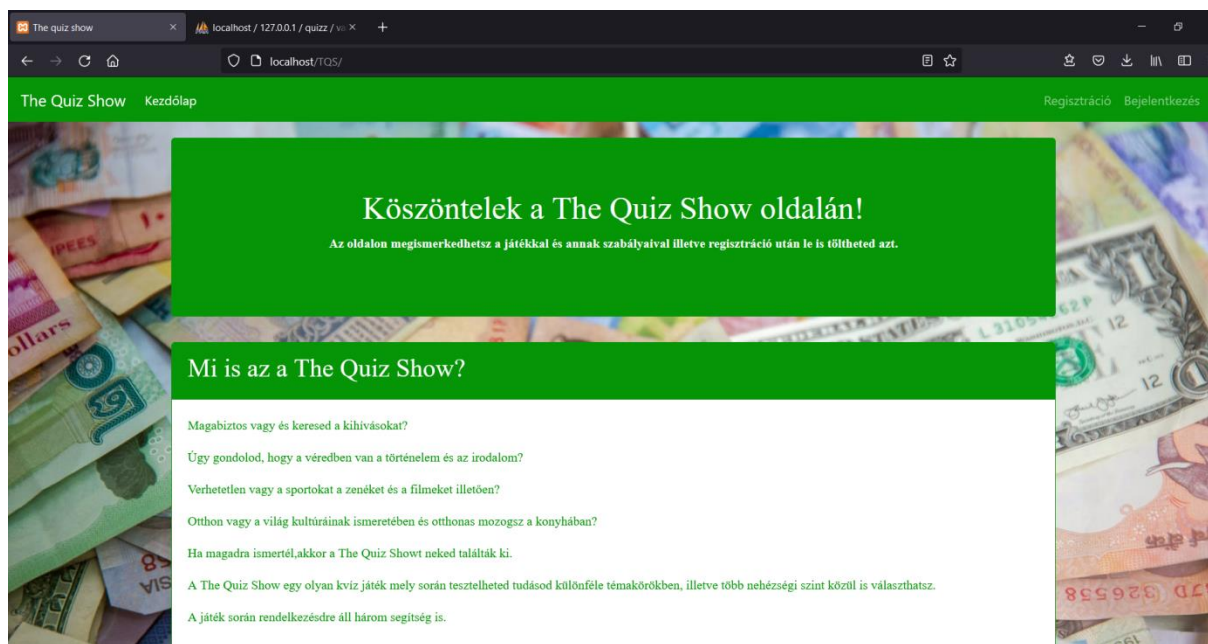 The quiz show
localhost / 127.0.0.1 / quizz / va
localhost/TQS/
The Quiz Show Kezdőlap Regisztráció Bejelentkezés
Köszöntelek a The Quiz Show oldalán!
Az oldalon megismerkedhetsz a játékkal és annak szabályaival illetve regisztráció után le is töltheted azt.
Mi is az a The Quiz Show?
Magabiztos vagy és keresed a kihívásokat?
Úgy gondolod, hogy a véredben van a történelem és az irodalom?
Verhetetlen vagy a sportokat a zenéket és a filmeket illetően?
Otthon vagy a világ kultúráinak ismeretében és otthonas mozogsz a konyhában?
Ha magadra ismertél,akkor a The Quiz Showt neked találták ki.
A The Quiz Show egy olyan kvíz játék mely során tesztelheted tudásod különféle témakörökben, illetve több nehézségi szint közül is választhatsz.
A játék során rendelkezésdre áll három segítség is.